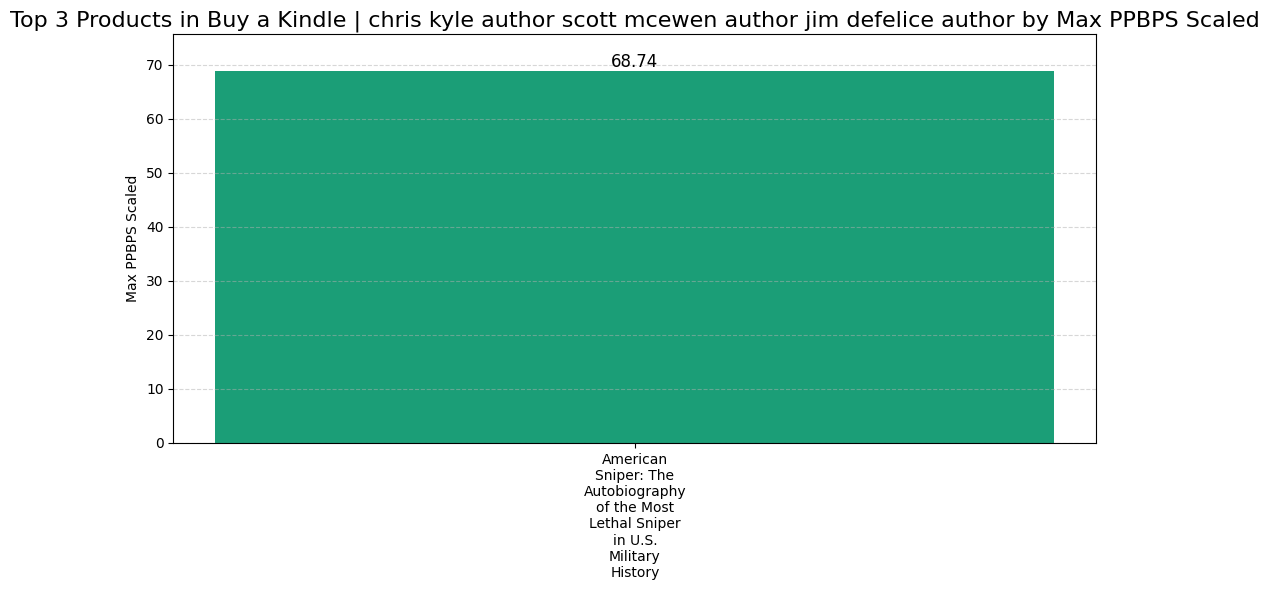 Top 3 Products in Buy a Kindle | chris kyle author scott mcewen author jim defelice author by Max PPBPS Scaled
68.74
70
60
50
40
30
20
10
0
Max PPBPS Scaled
American
Sniper: The
Autobiography
of the Most
Lethal Sniper
in U.S.
Military
History